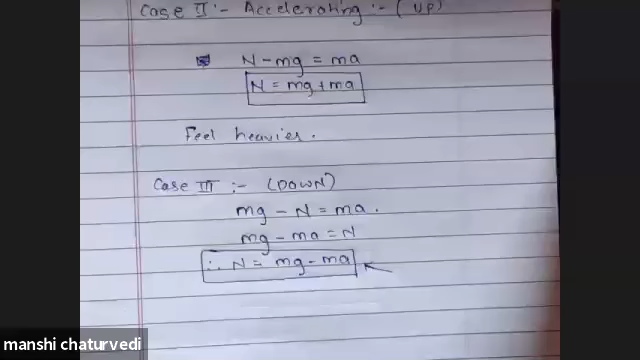 Case II :- Accelerating :- (UP)
N - mg = ma
N = mg + ma
Feel heavier.
Case III :- (DOWN)
mg - N = ma.
mg - ma = N
∴ N = mg - ma
manshi chaturvedi